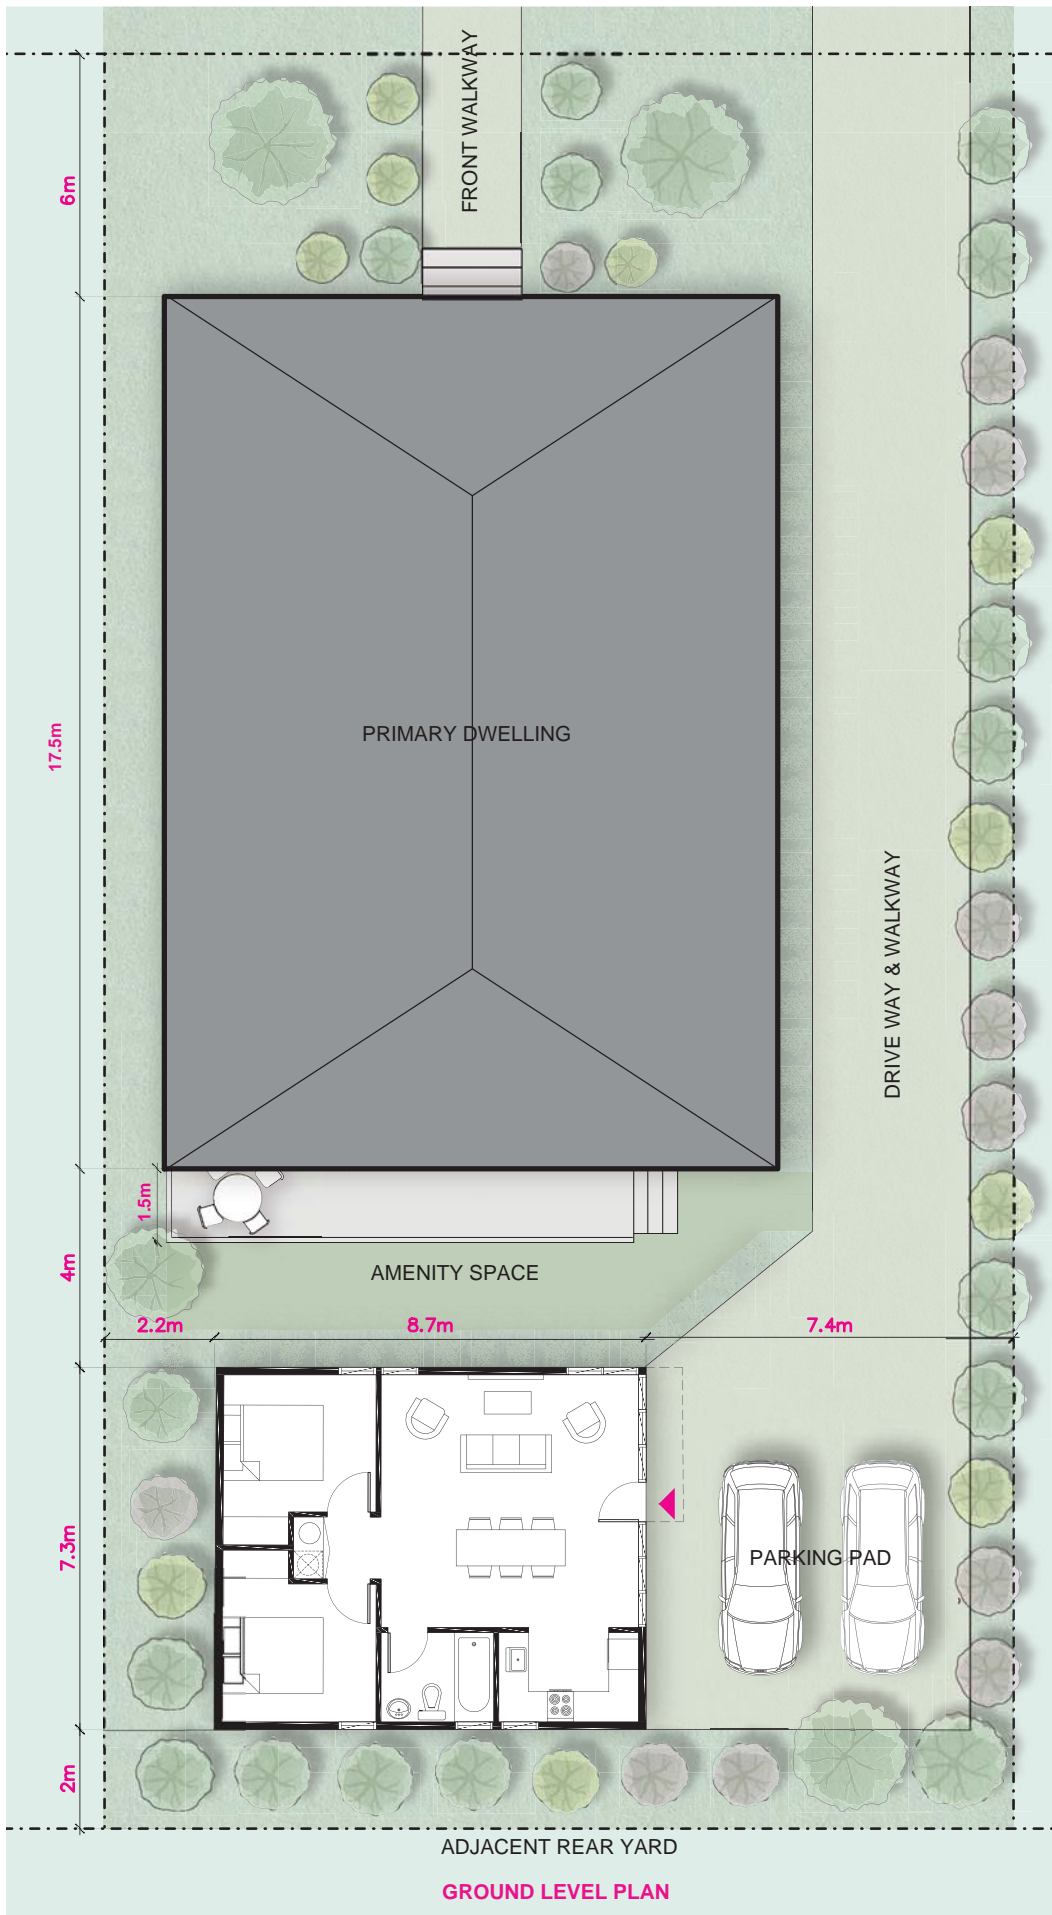 FRONT WALKWAY
6m
17.5m
PRIMARY DWELLING
DRIVE WAY & WALKWAY
1.5m
4m
AMENITY SPACE
2.2m
8.7m
7.4m
7.3m
PARKING PAD
2m
ADJACENT REAR YARD
GROUND LEVEL PLAN